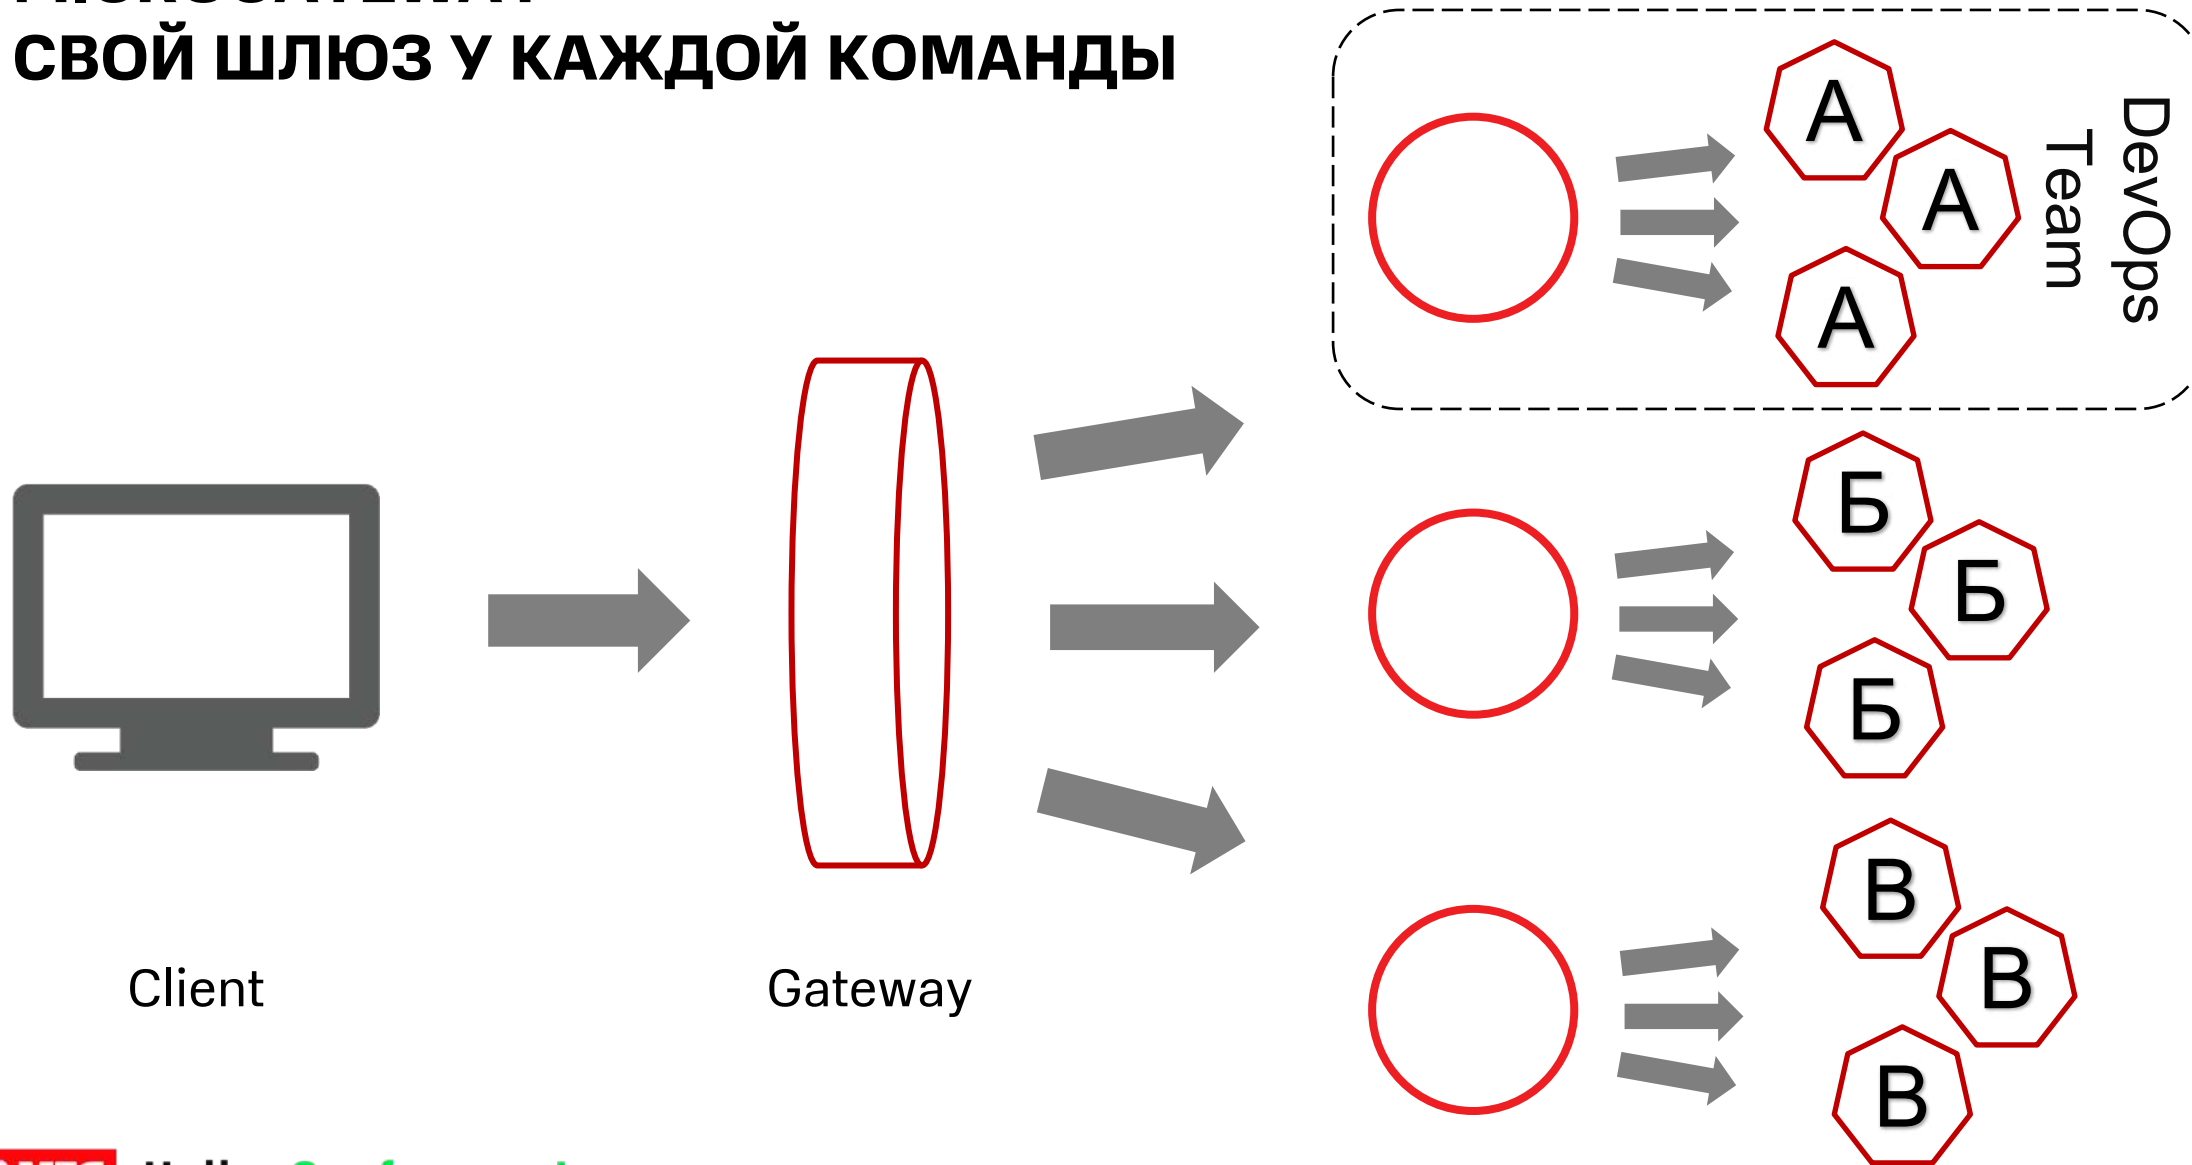 СВОЙ ШЛЮЗ У КАЖДОЙ КОМАНДЫ
А
А
А
DevOps
Team
Б
Б
Б
В
В
В
Client
Gateway